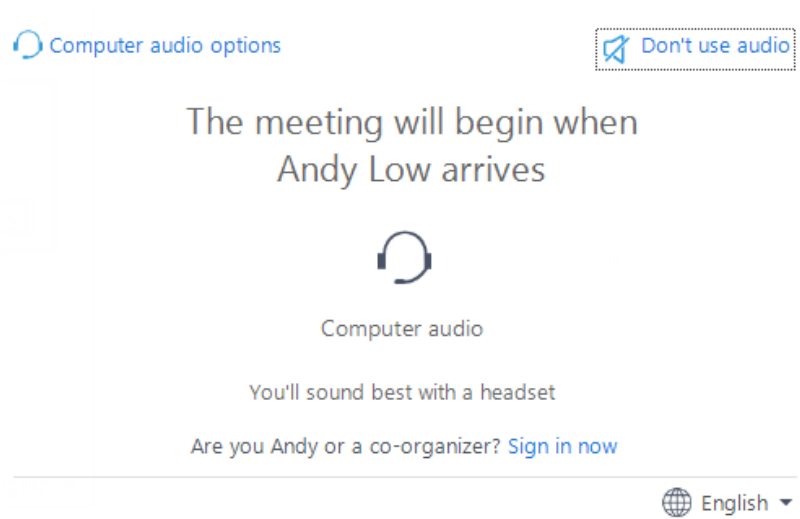 Computer audio options
Don't use audio
The meeting will begin when
Andy Low arrives
Computer audio
You'll sound best with a headset
Are you Andy or a co-organizer? Sign in now
English